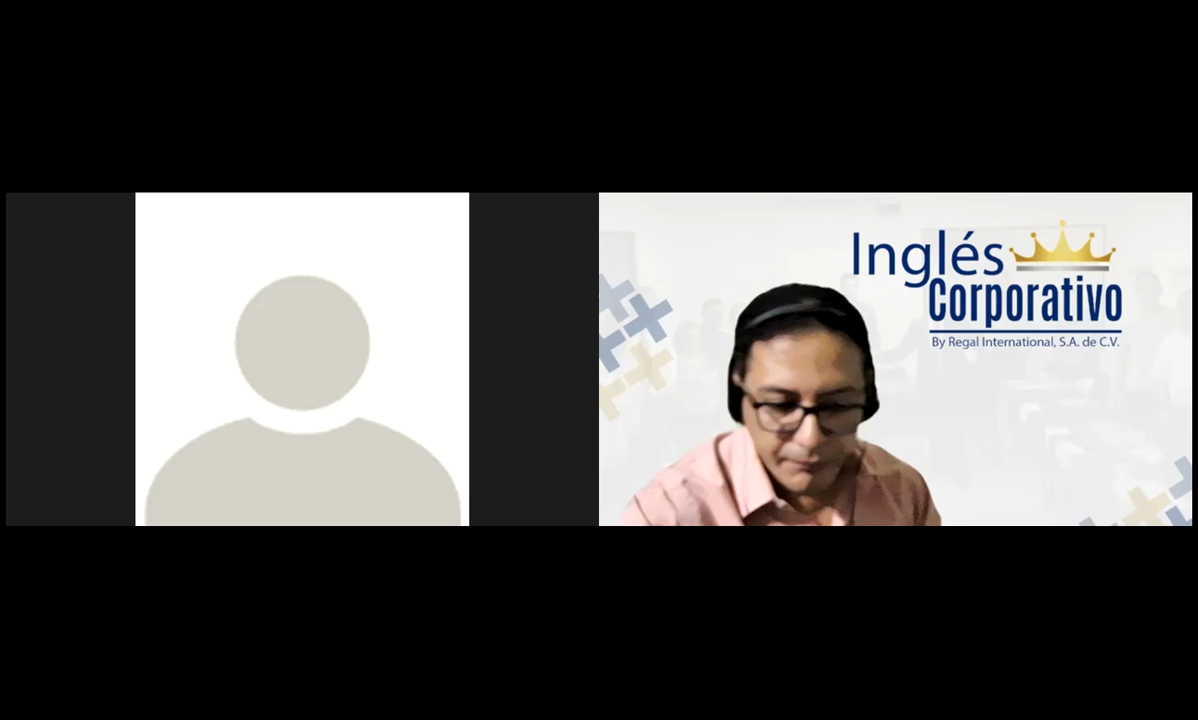 Inglés
Corporativo
By Regal International, S.A. de C.V.